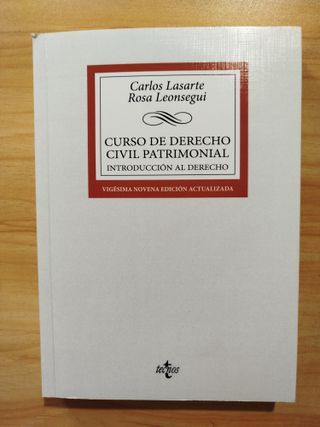 Carlos Lasarte
Rosa Leonsegui
CURSO DE DERECHO
CIVIL PATRIMONIAL
INTRODUCCIÓN AL DERECHO
VIGÉSIMA NOVENA EDICIÓN ACTUALIZADA
tecnos